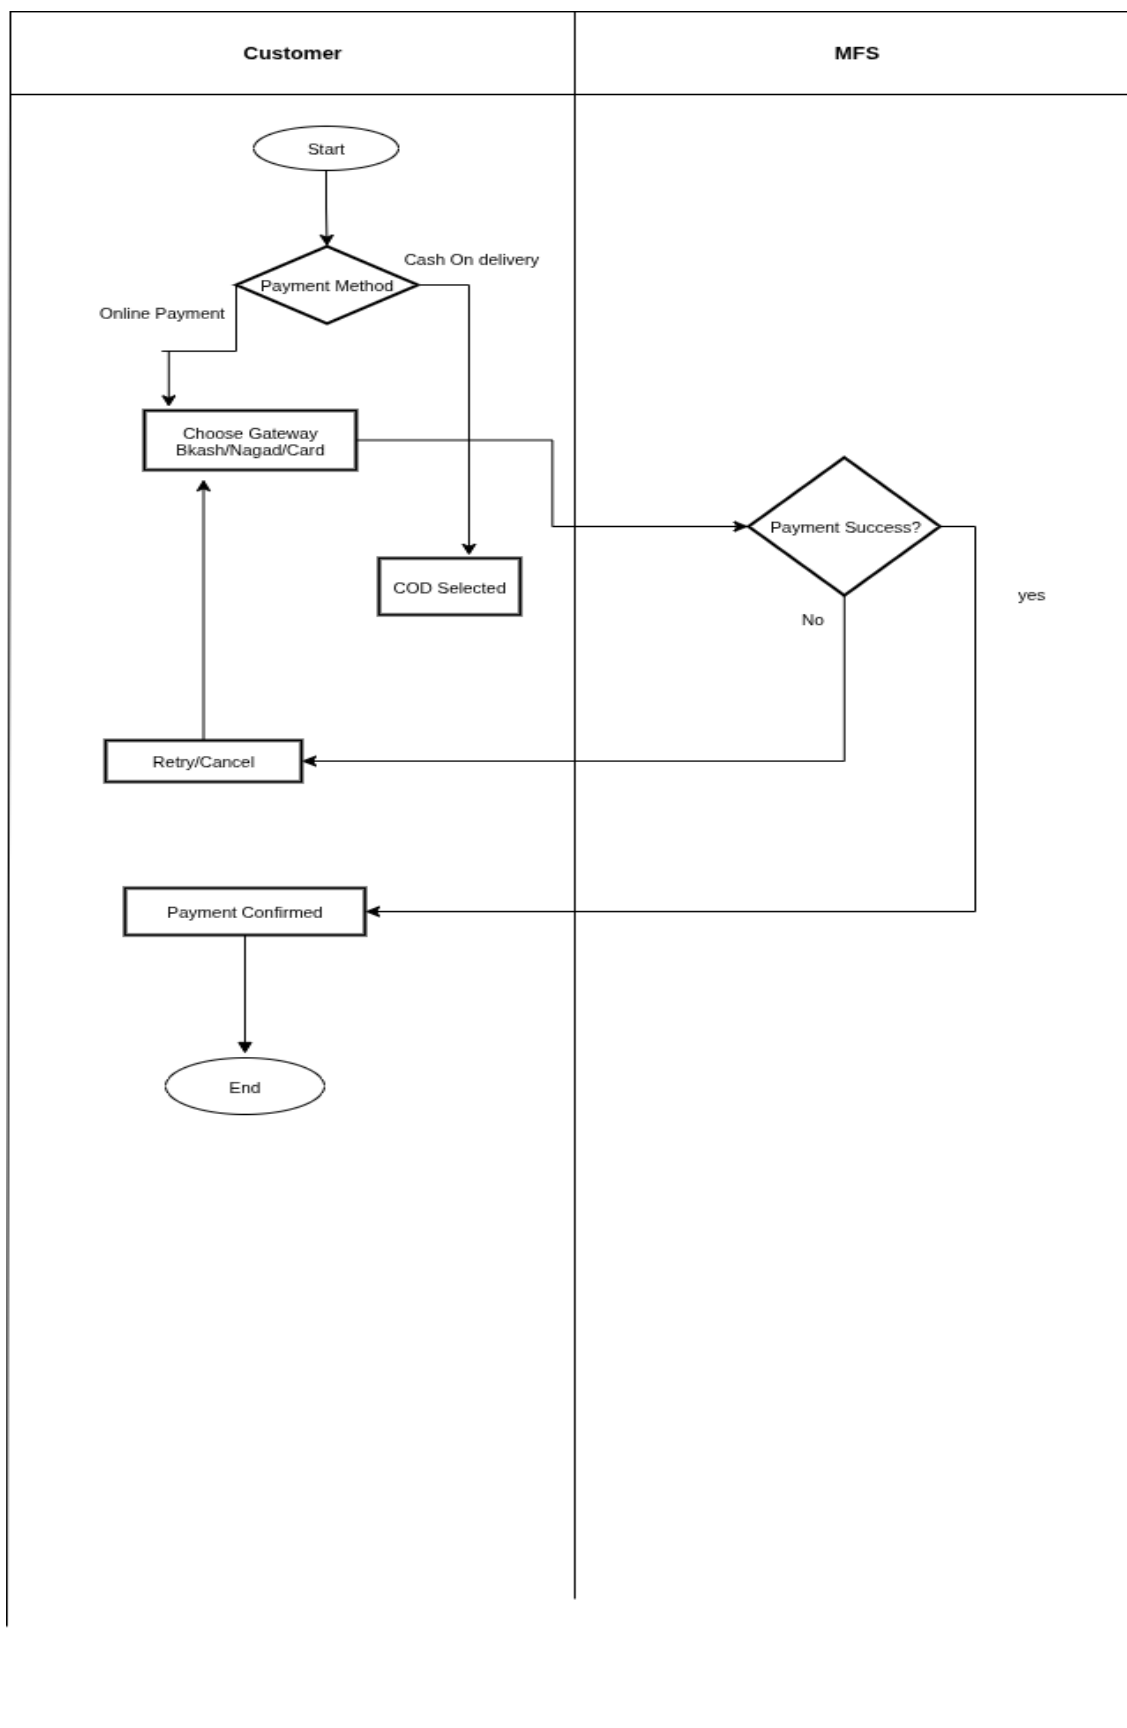 Customer
MFS
Start
Cash On delivery
Payment Method
Online Payment
Choose Gateway
Bkash/Nagad/Card
Payment Success?
COD Selected
yes
No
Retry/Cancel
Payment Confirmed
End